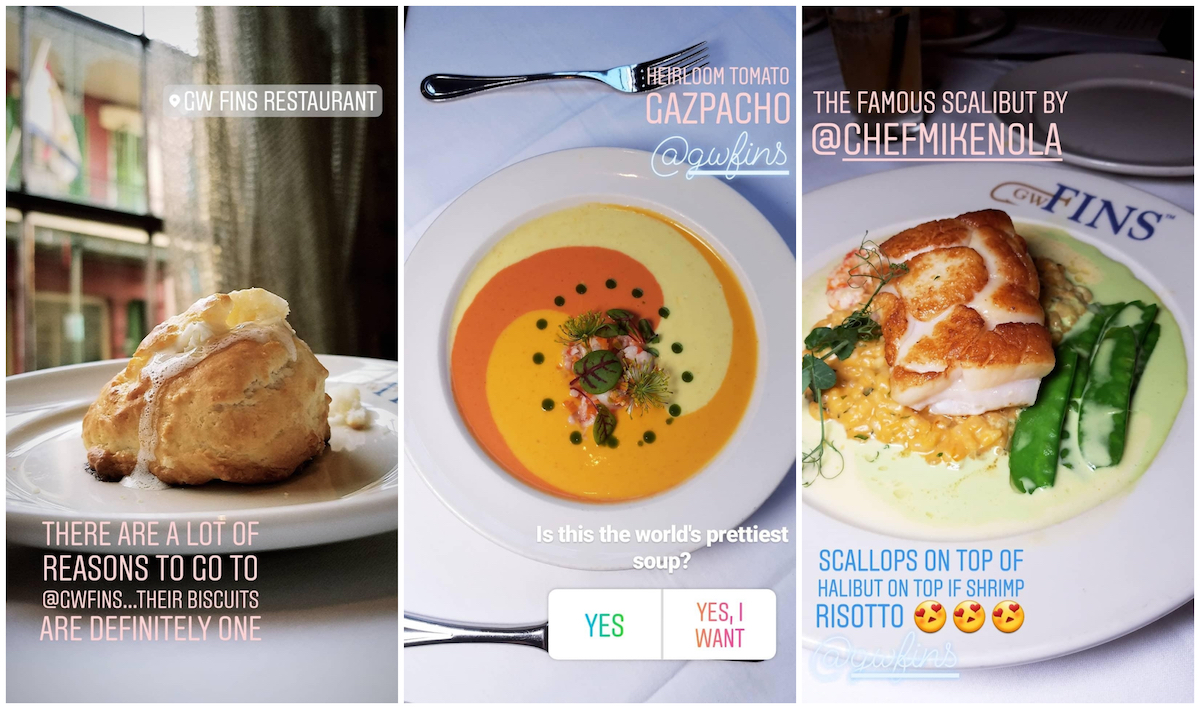 GW FINS RESTAURANT
THERE ARE A LOT OF
REASONS TO GO TO
@GWFINS...THEIR BISCUITS
ARE DEFINITELY ONE
HEIRLOOM TOMATO
GAZPACHO
@gwfins
Is this the world's prettiest
soup?
YES
YES, I
WANT
THE FAMOUS SCALIBUT BY
@CHEFMIKENOLA
GW FINS™
SCALLOPS ON TOP OF
HALIBUT ON TOP IF SHRIMP
RISOTTO 😍😍😍
@gwfins